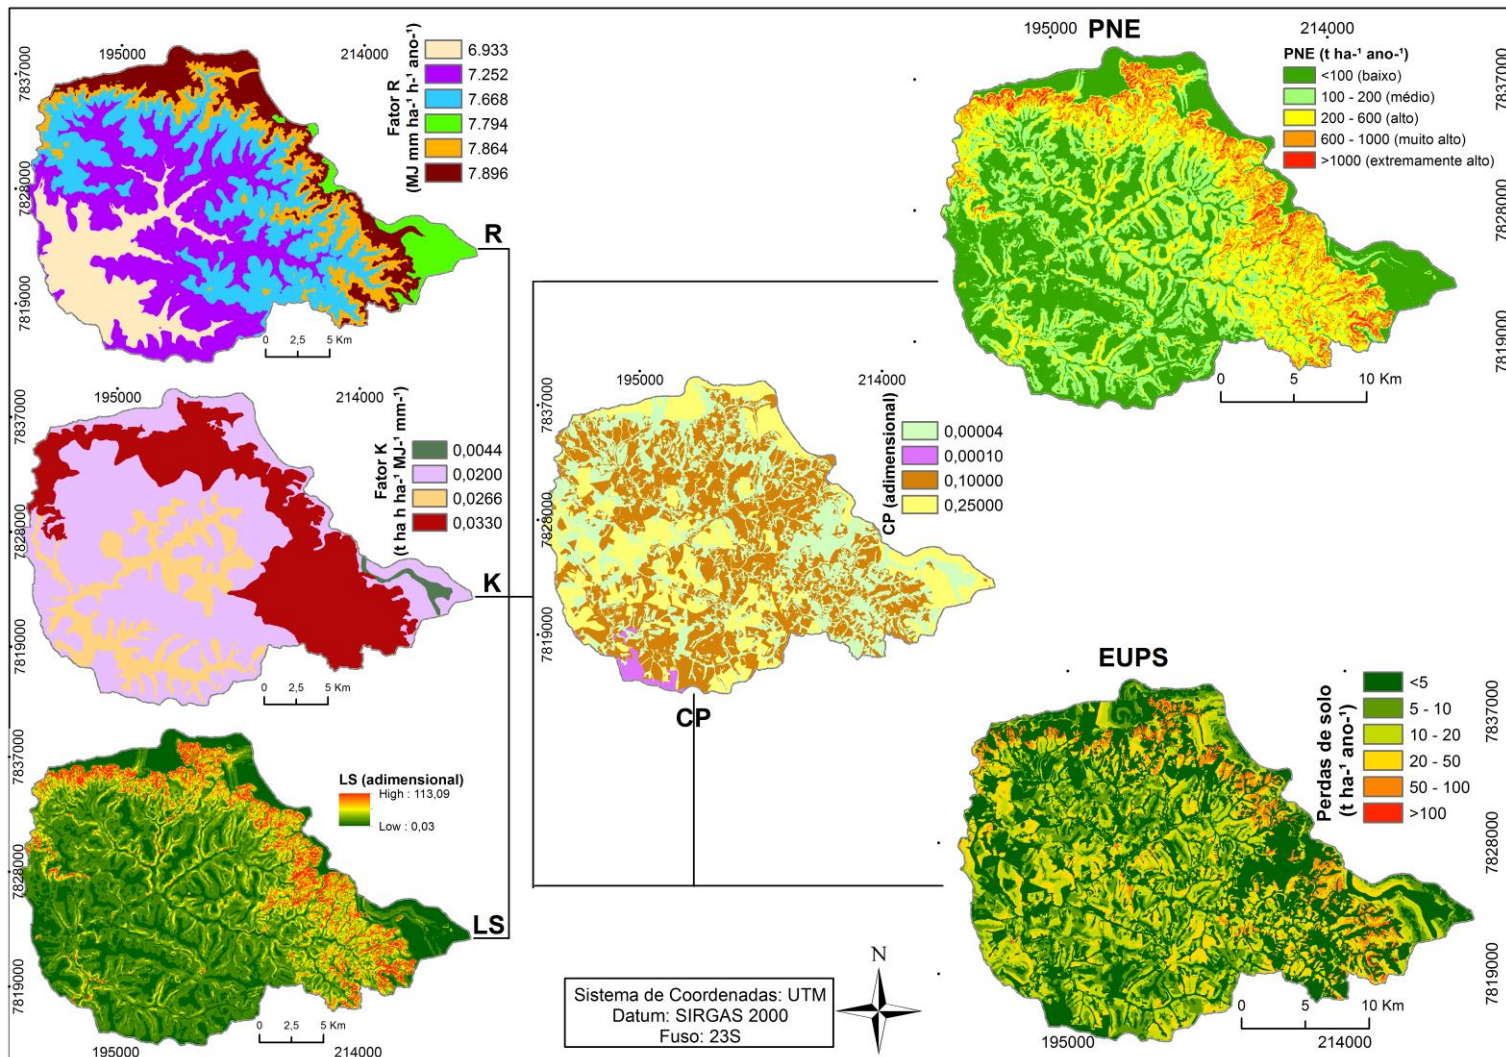 195000
214000
7837000
7828000
7819000
Fator R
(MJ mm ha-¹ h-¹ ano-¹)
6.933
7.252
7.668
7.794
7.864
7.896
R
0 2,5 5 Km
195000
214000
7837000
7828000
7819000
Fator K
(t ha h ha-¹ MJ-¹ mm-¹)
0,0044
0,0200
0,0266
0,0330
K
0 2,5 5 Km
7837000
7828000
7819000
LS (adimensional)
High : 113,09
Low : 0,03
LS
0 2,5 5 Km
195000
214000
195000
214000
7837000
7828000
7819000
CP (adimensional)
0,00004
0,00010
0,10000
0,25000
CP
PNE
195000
214000
PNE (t ha-¹ ano-¹)
<100 (baixo)
100 - 200 (médio)
200 - 600 (alto)
600 - 1000 (muito alto)
>1000 (extremamente alto)
7837000
7828000
7819000
0 5 10 Km
EUPS
Perdas de solo
(t ha-¹ ano-¹)
<5
5 - 10
10 - 20
20 - 50
50 - 100
>100
7837000
7828000
7819000
0 5 10 Km
195000
214000
N
Sistema de Coordenadas: UTM
Datum: SIRGAS 2000
Fuso: 23S